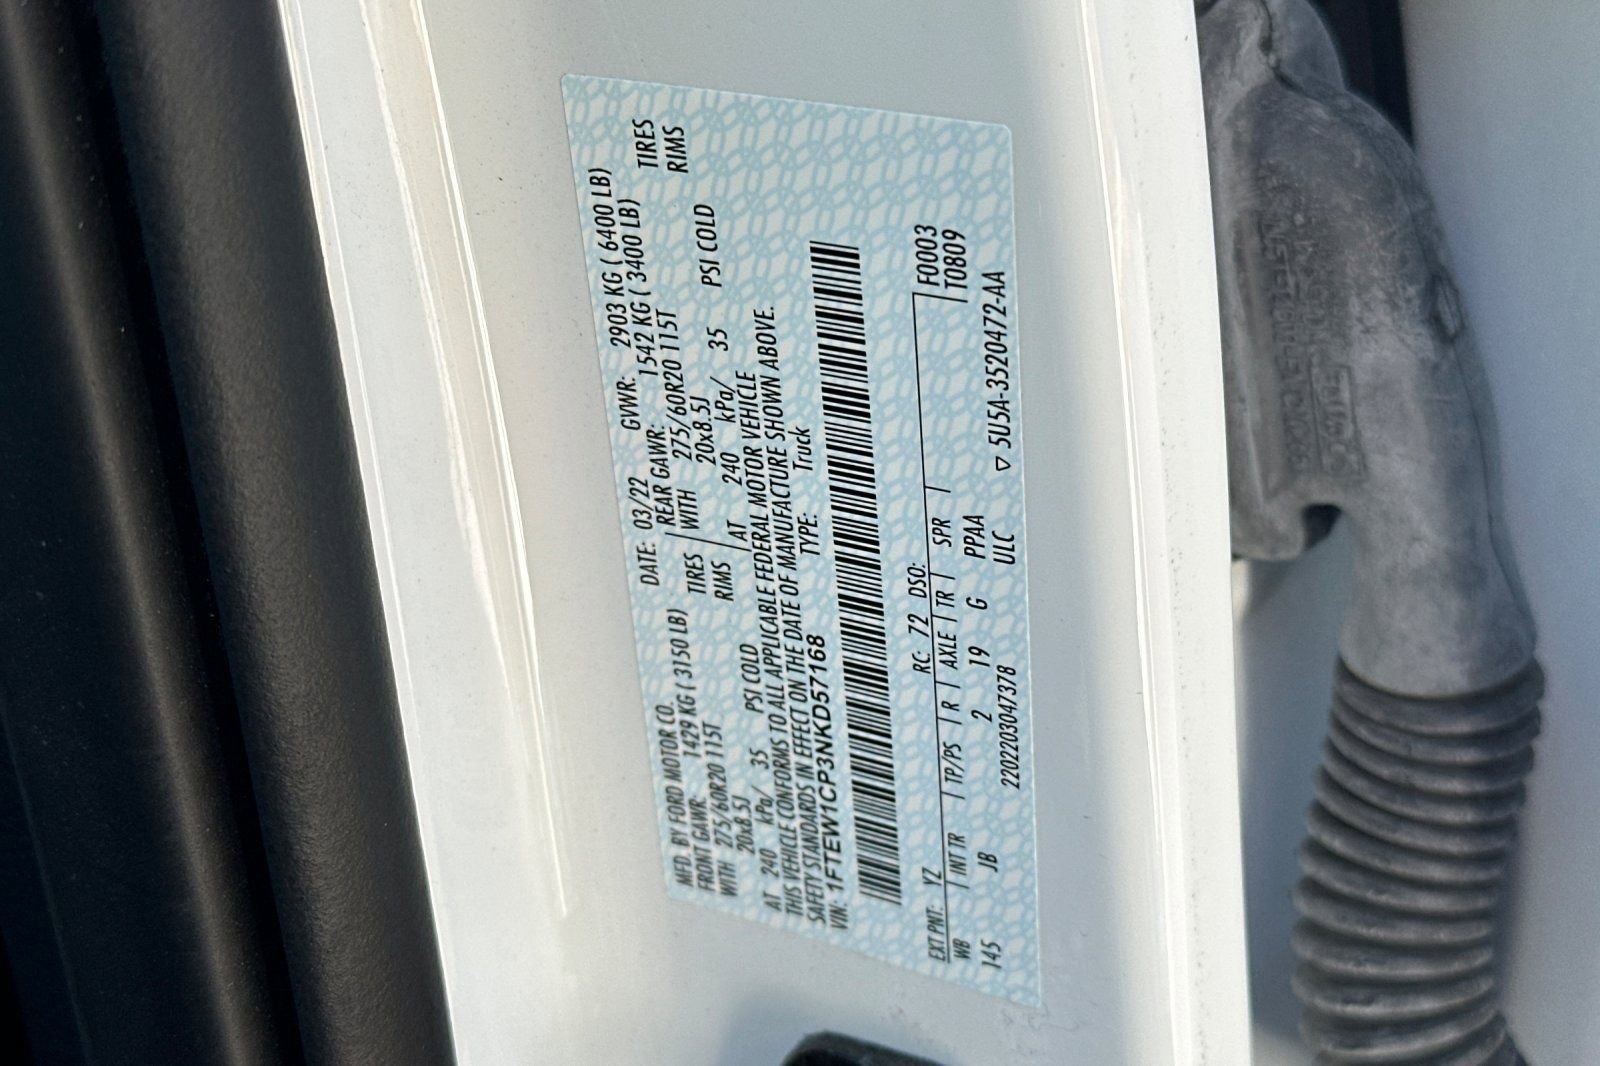 MFD. BY FORD MOTOR CO.
DATE: 03/22 GVWR: 2903 KG ( 6400 LB)
FRONT GAWR: 1429 KG ( 3150 LB)
REAR GAWR: 1542 KG ( 3400 LB)
WITH 275/60R20 115T TIRES
WITH 275/60R20 115T TIRES
20x8.5J RIMS
20x8.5J RIMS
AT 240 kPa/ 35 PSI COLD
AT 240 kPa/ 35 PSI COLD
THIS VEHICLE CONFORMS TO ALL APPLICABLE FEDERAL MOTOR VEHICLE
SAFETY STANDARDS IN EFFECT ON THE DATE OF MANUFACTURE SHOWN ABOVE.
VIN: 1FTEW1CP3NKD57168 TYPE: Truck
EXT PNT: YZ RC: 72 DSO: F0003
WB INT TR TP/PS R AXLE TR SPR T0809
145 JB 2 19 G PPAA
2202203047378 ULC ▽ 5U5A-3520472-AA